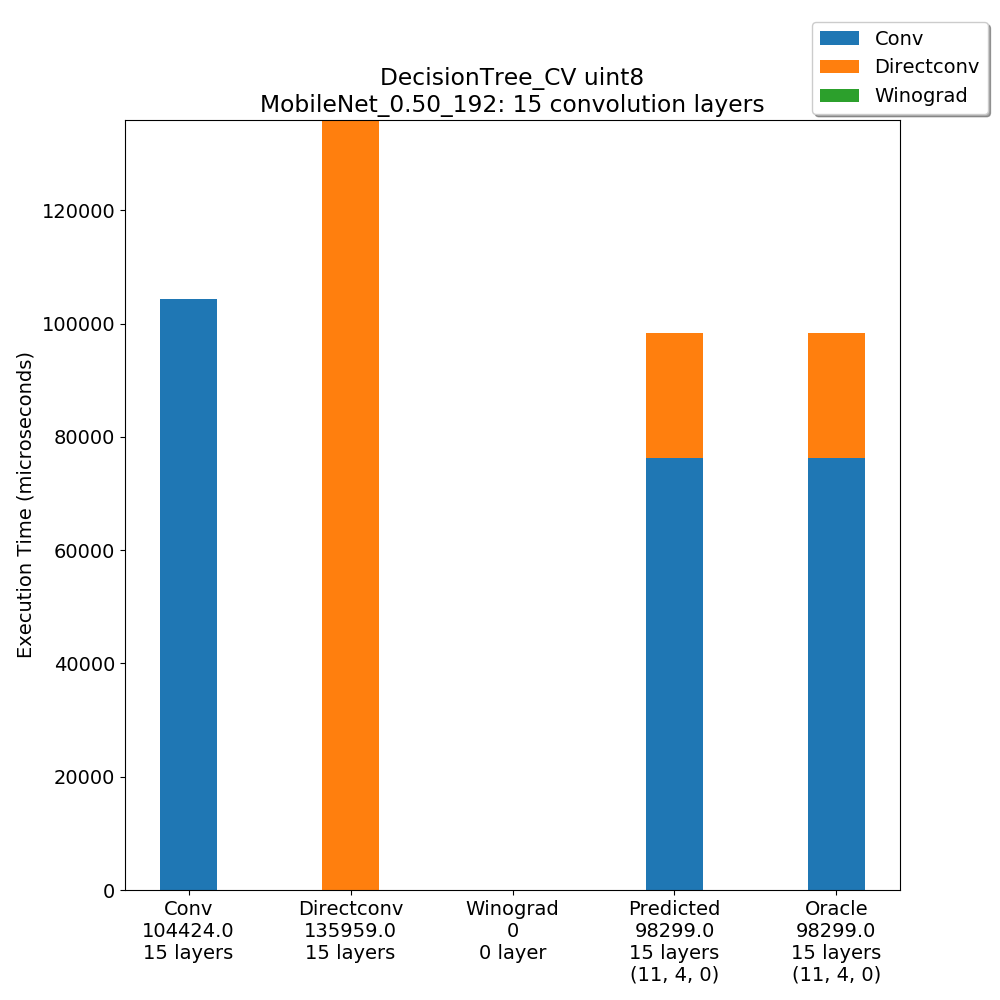 Conv
Directconv
Winograd
DecisionTree_CV uint8
MobileNet_0.50_192: 15 convolution layers
Execution Time (microseconds)
120000
100000
80000
60000
40000
20000
0
Conv
104424.0
15 layers
Directconv
135959.0
15 layers
Winograd
0
0 layer
Predicted
98299.0
15 layers
(11, 4, 0)
Oracle
98299.0
15 layers
(11, 4, 0)